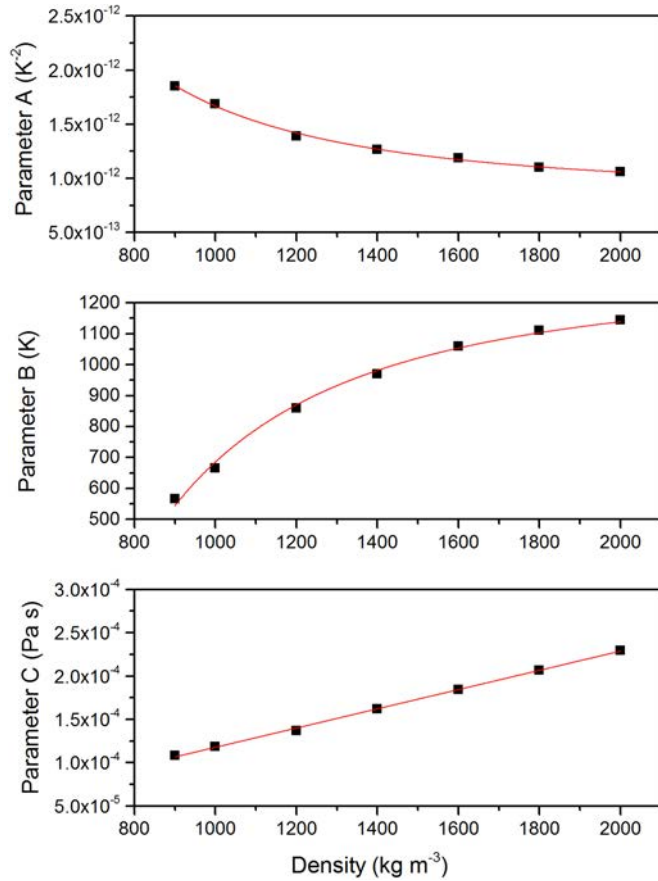 2.5x10⁻¹²
2.0x10⁻¹²
1.5x10⁻¹²
1.0x10⁻¹²
5.0x10⁻¹³
Parameter A (K⁻²)
800 1000 1200 1400 1600 1800 2000
1200
1100
1000
900
800
700
600
500
Parameter B (K)
800 1000 1200 1400 1600 1800 2000
3.0x10⁻⁴
2.5x10⁻⁴
2.0x10⁻⁴
1.5x10⁻⁴
1.0x10⁻⁴
5.0x10⁻⁵
Parameter C (Pa s)
800 1000 1200 1400 1600 1800 2000
Density (kg m⁻³)